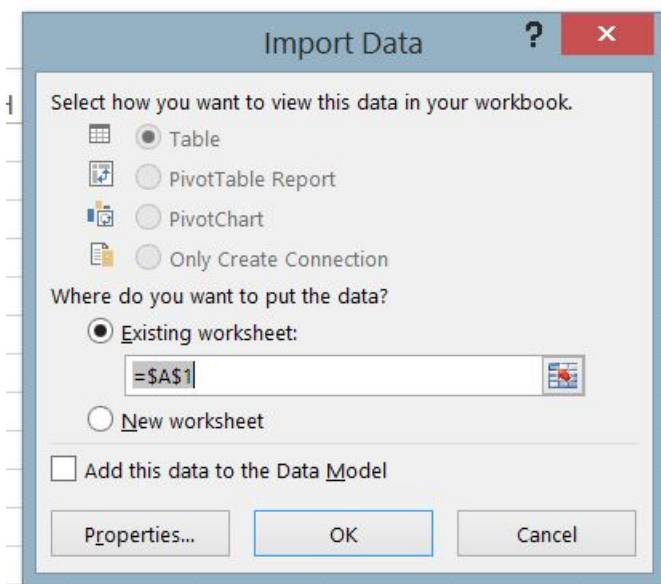 Import Data
?
×
H
Select how you want to view this data in your workbook.
Table
PivotTable Report
PivotChart
Only Create Connection
Where do you want to put the data?
Existing worksheet:
=$A$1
New worksheet
Add this data to the Data Model
Properties...
OK
Cancel